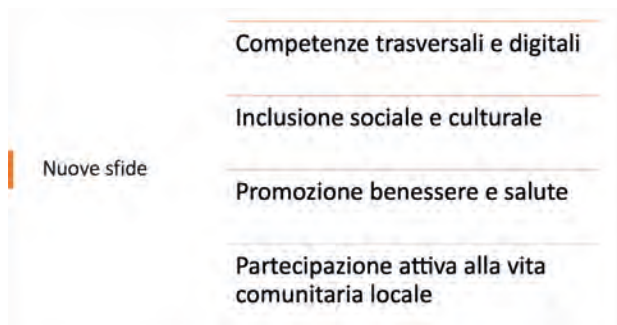 Nuove sfide
Competenze trasversali e digitali
Inclusione sociale e culturale
Promozione benessere e salute
Partecipazione attiva alla vita
comunitaria locale